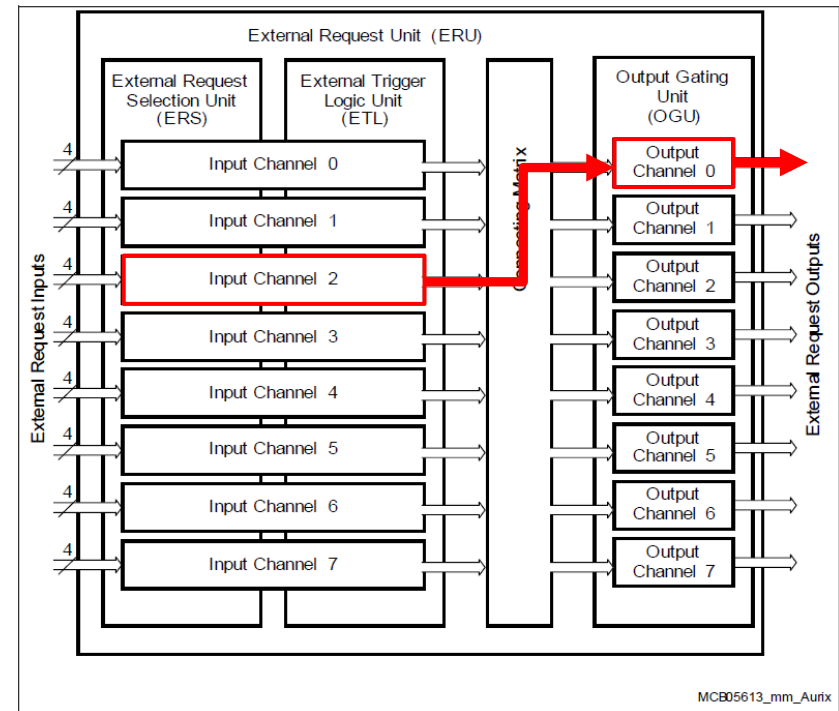 External Request Unit (ERU)
External Request
Selection Unit
(ERS)
External Trigger
Logic Unit
(ETL)
Connecting Matrix
Output Gating
Unit
(OGU)
External Request Inputs
4
Input Channel 0
Output
Channel 0
4
Input Channel 1
Output
Channel 1
4
Input Channel 2
Output
Channel 2
4
Input Channel 3
Output
Channel 3
4
Input Channel 4
Output
Channel 4
4
Input Channel 5
Output
Channel 5
4
Input Channel 6
Output
Channel 6
4
Input Channel 7
Output
Channel 7
External Request Outputs
MCB05613_mm_Aurix